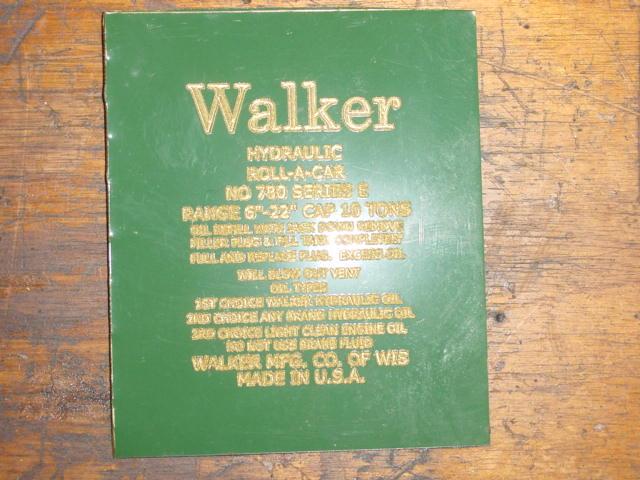 Walker
HYDRAULIC
ROLL-A-CAR
NO 780 SERIES E
RANGE 6"-22" CAP 10 TONS
OIL REFILL WITH JACK DOWN REMOVE
FILLER PLUG & FILL TANK COMPLETELY
FULL AND REPLACE PLUG. EXCESS OIL
WILL BLOW OUT VENT
OIL TYPES
1ST CHOICE WALKER HYDRAULIC OIL
2ND CHOICE ANY BRAND HYDRAULIC OIL
3RD CHOICE LIGHT CLEAN ENGINE OIL
DO NOT USE BRAKE FLUID
WALKER MFG. CO. OF WIS
MADE IN U.S.A.